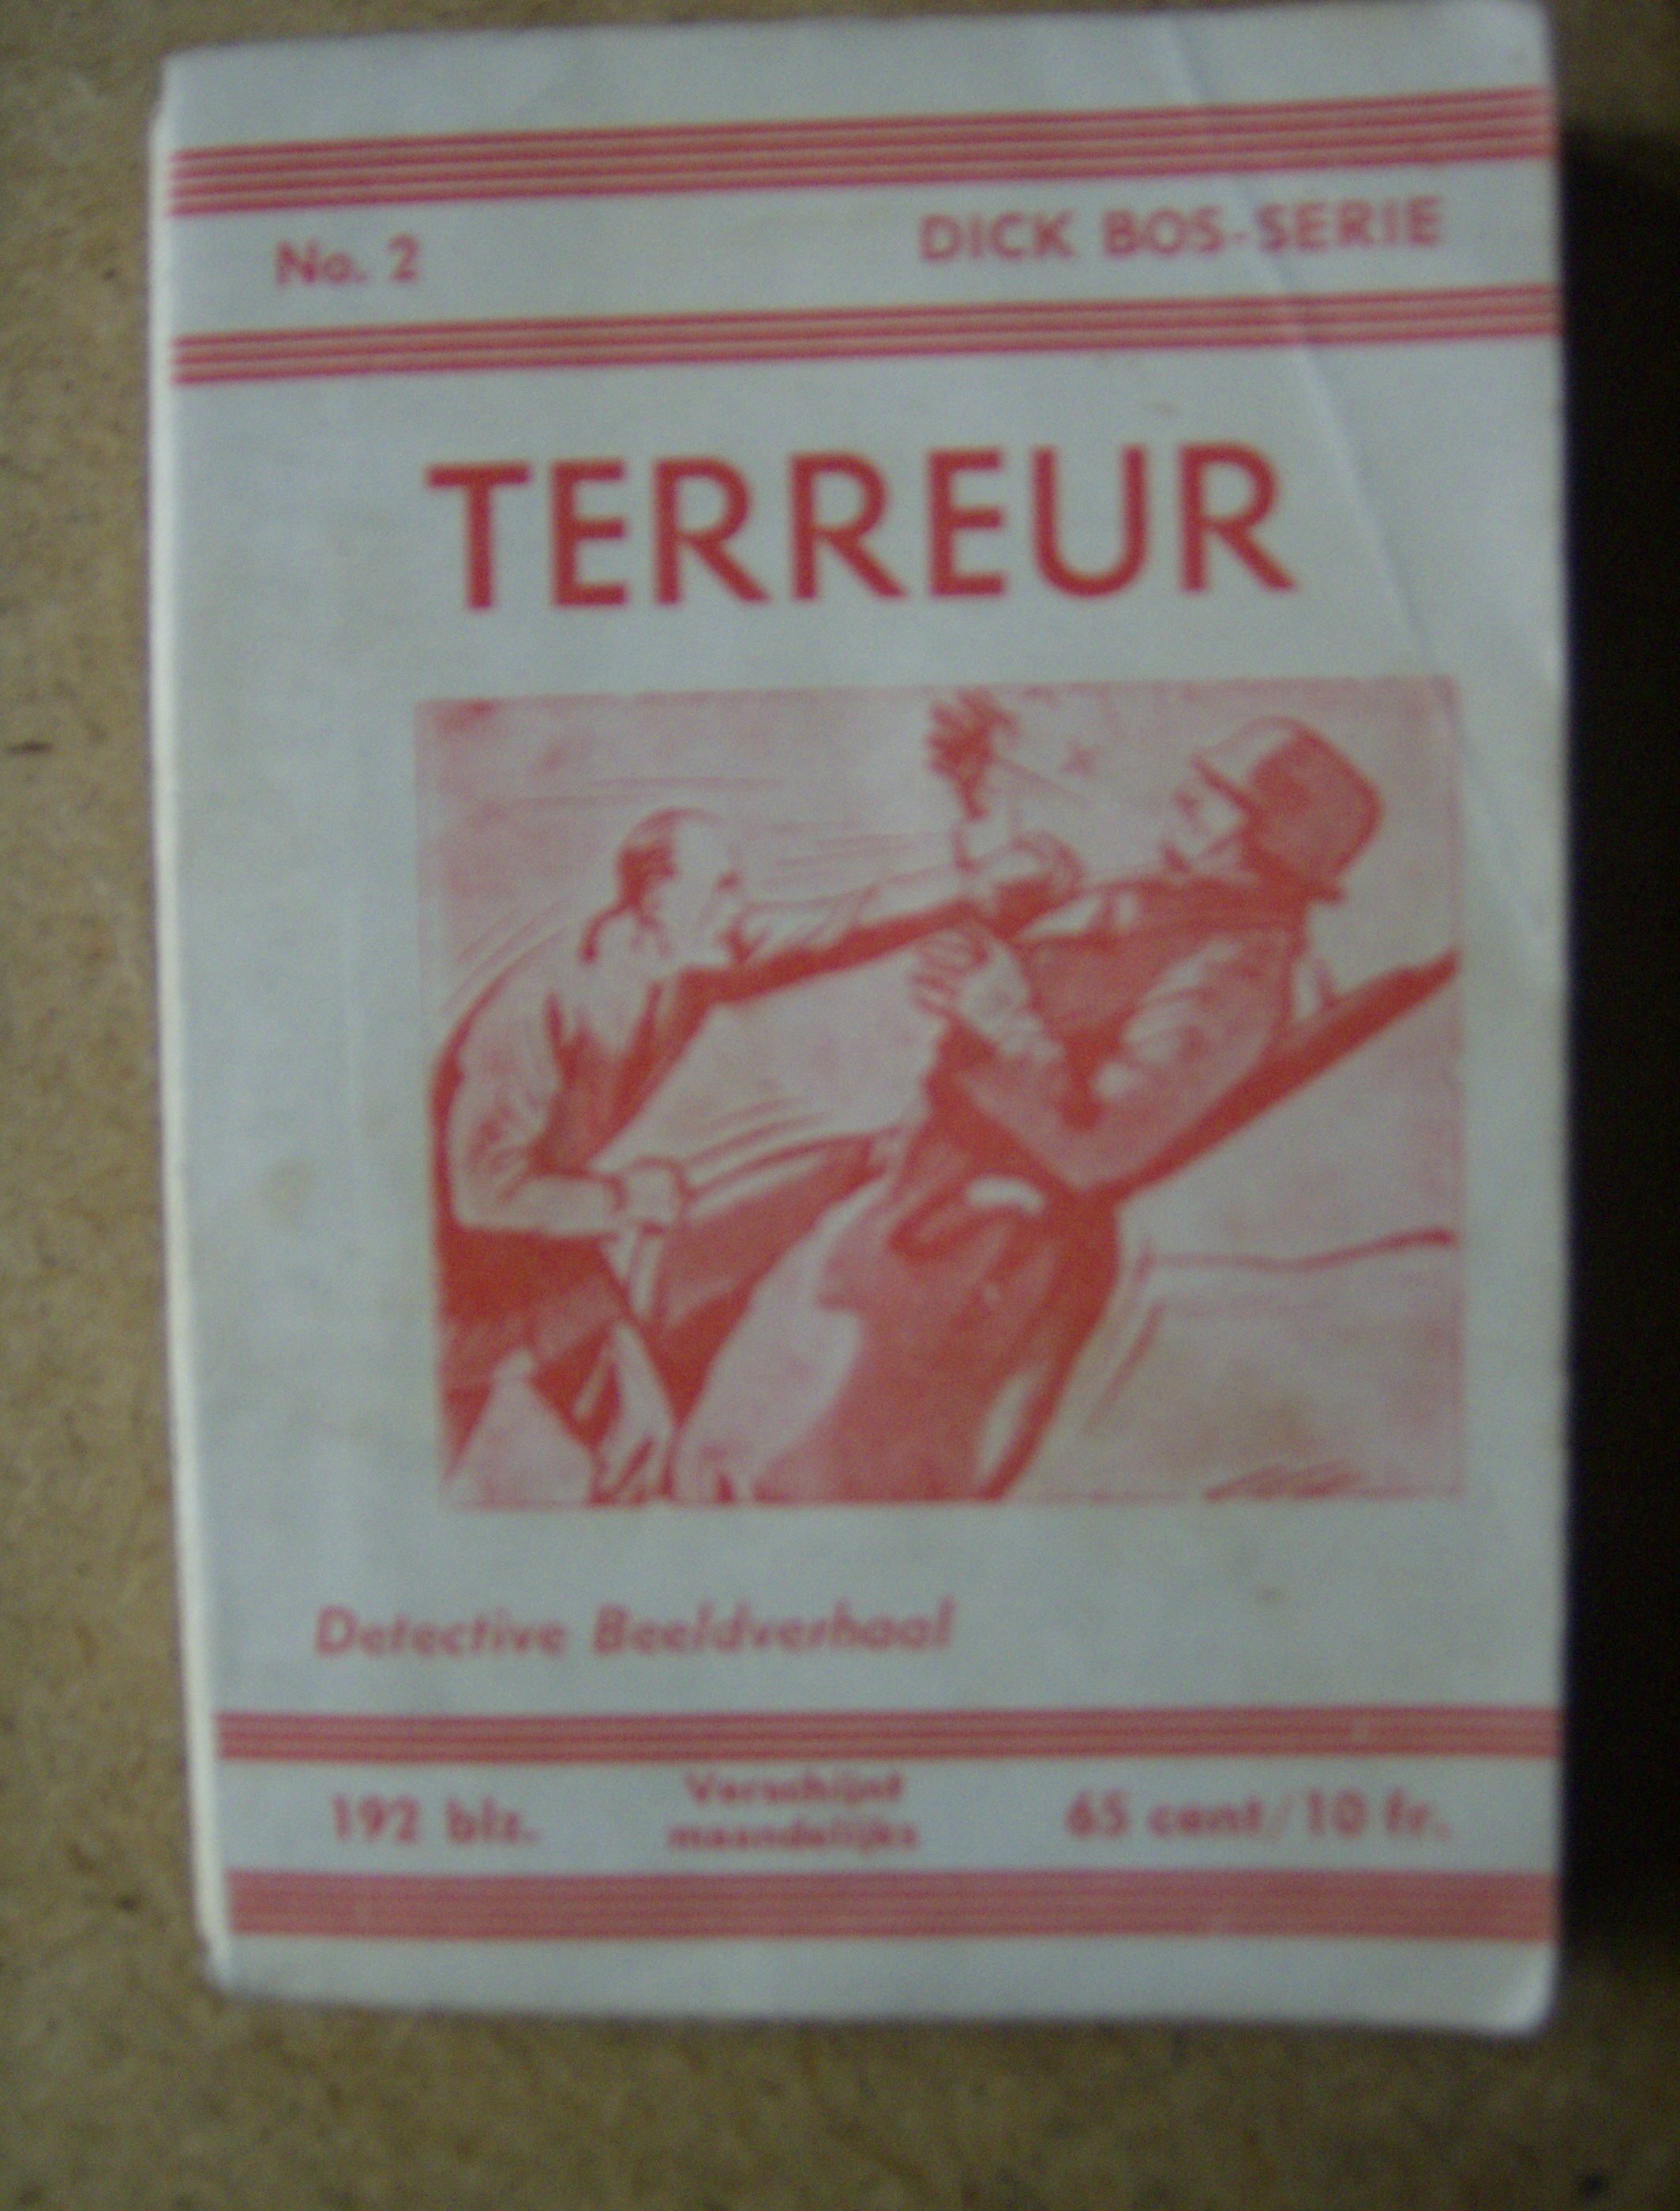 No. 2
DICK BOS-SERIE
TERREUR
Detective Beeldverhaal
192 blz.
Verschijnt
maandelijks
65 cent/10 fr.